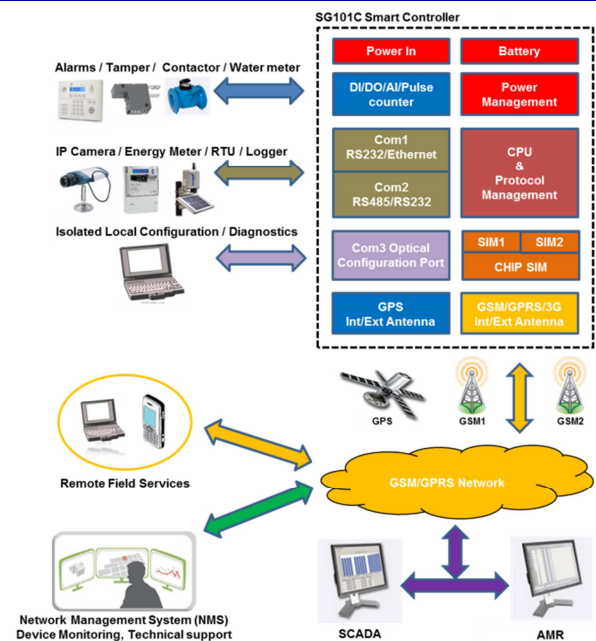 SG101C Smart Controller
Power In
Battery
Alarms / Tamper / Contactor / Water meter
DI/DO/AI/Pulse
counter
Power
Management
IP Camera / Energy Meter / RTU / Logger
Com1
RS232/Ethernet
Com2
RS485/RS232
CPU
&
Protocol
Management
Isolated Local Configuration / Diagnostics
Com3 Optical
Configuration Port
SIM1
SIM2
CHIP SIM
GPS
Int/Ext Antenna
GSM/GPRS/3G
Int/Ext Antenna
GPS
GSM1
GSM2
Remote Field Services
GSM/GPRS Network
Network Management System (NMS)
Device Monitoring, Technical support
SCADA
AMR